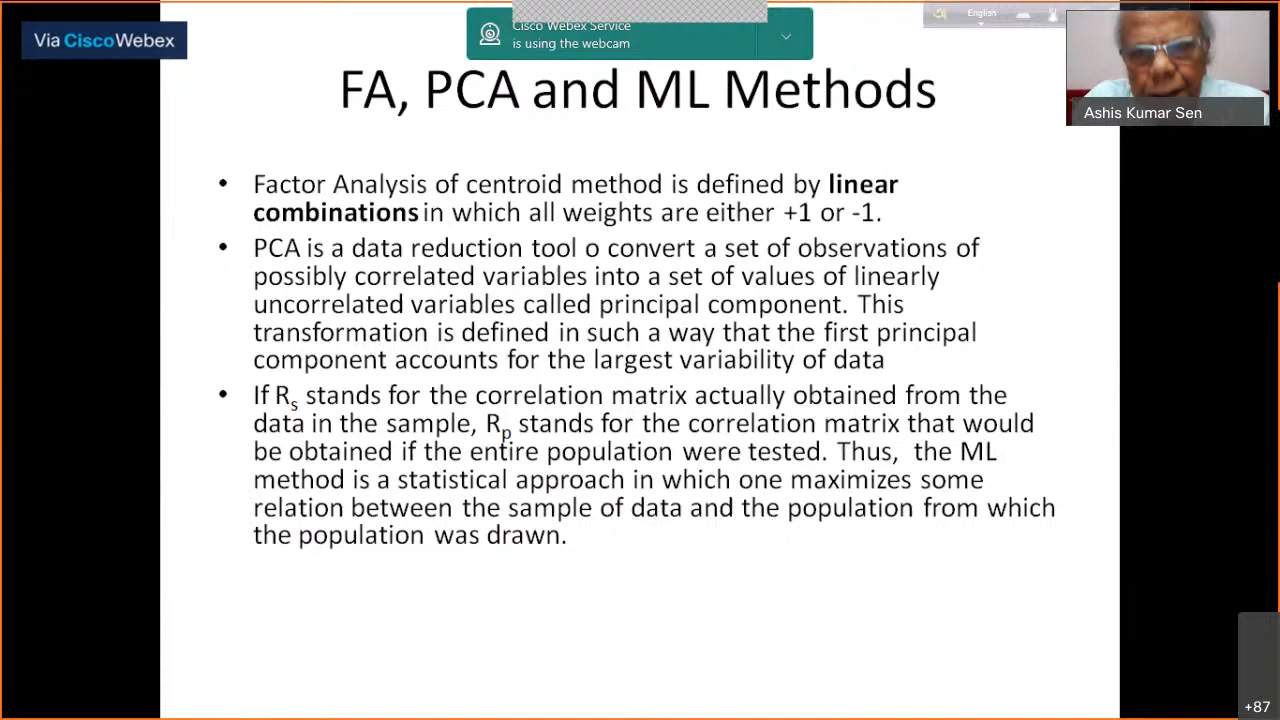 Via CiscoWebex
Cisco Webex Service
is using the webcam
English
Ashis Kumar Sen
FA, PCA and ML Methods
• Factor Analysis of centroid method is defined by linear
combinations in which all weights are either +1 or -1.
• PCA is a data reduction tool o convert a set of observations of
possibly correlated variables into a set of values of linearly
uncorrelated variables called principal component. This
transformation is defined in such a way that the first principal
component accounts for the largest variability of data
• If Rs stands for the correlation matrix actually obtained from the
data in the sample, Rp stands for the correlation matrix that would
be obtained if the entire population were tested. Thus, the ML
method is a statistical approach in which one maximizes some
relation between the sample of data and the population from which
the population was drawn.
+87